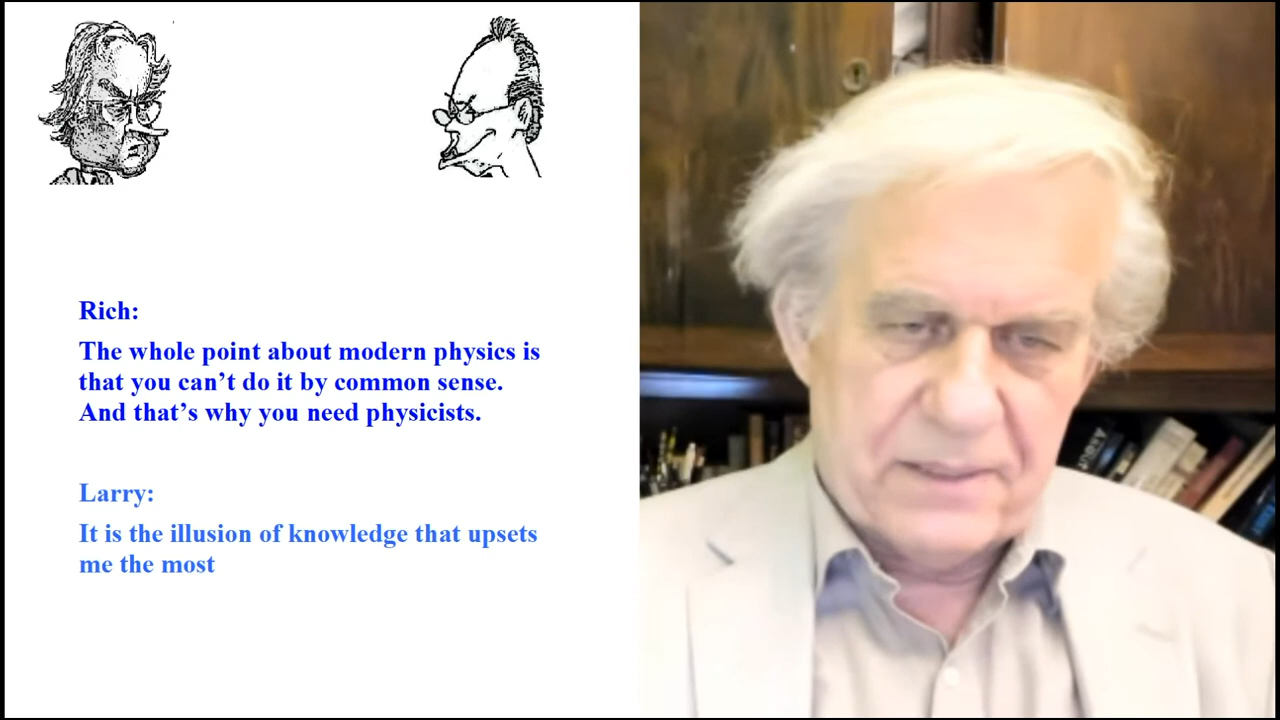 Rich:
The whole point about modern physics is
that you can’t do it by common sense.
And that’s why you need physicists.
Larry:
It is the illusion of knowledge that upsets
me the most